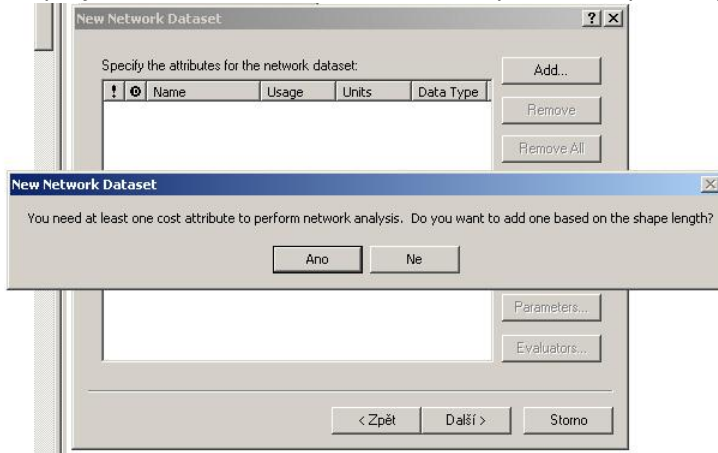 New Network Dataset
Specify the attributes for the network dataset:
Add...
! Name Usage Units Data Type
Remove
Remove All
New Network Dataset
You need at least one cost attribute to perform network analysis. Do you want to add one based on the shape length?
Ano Ne
Parameters...
Evaluators...
< Zpět Další > Storno